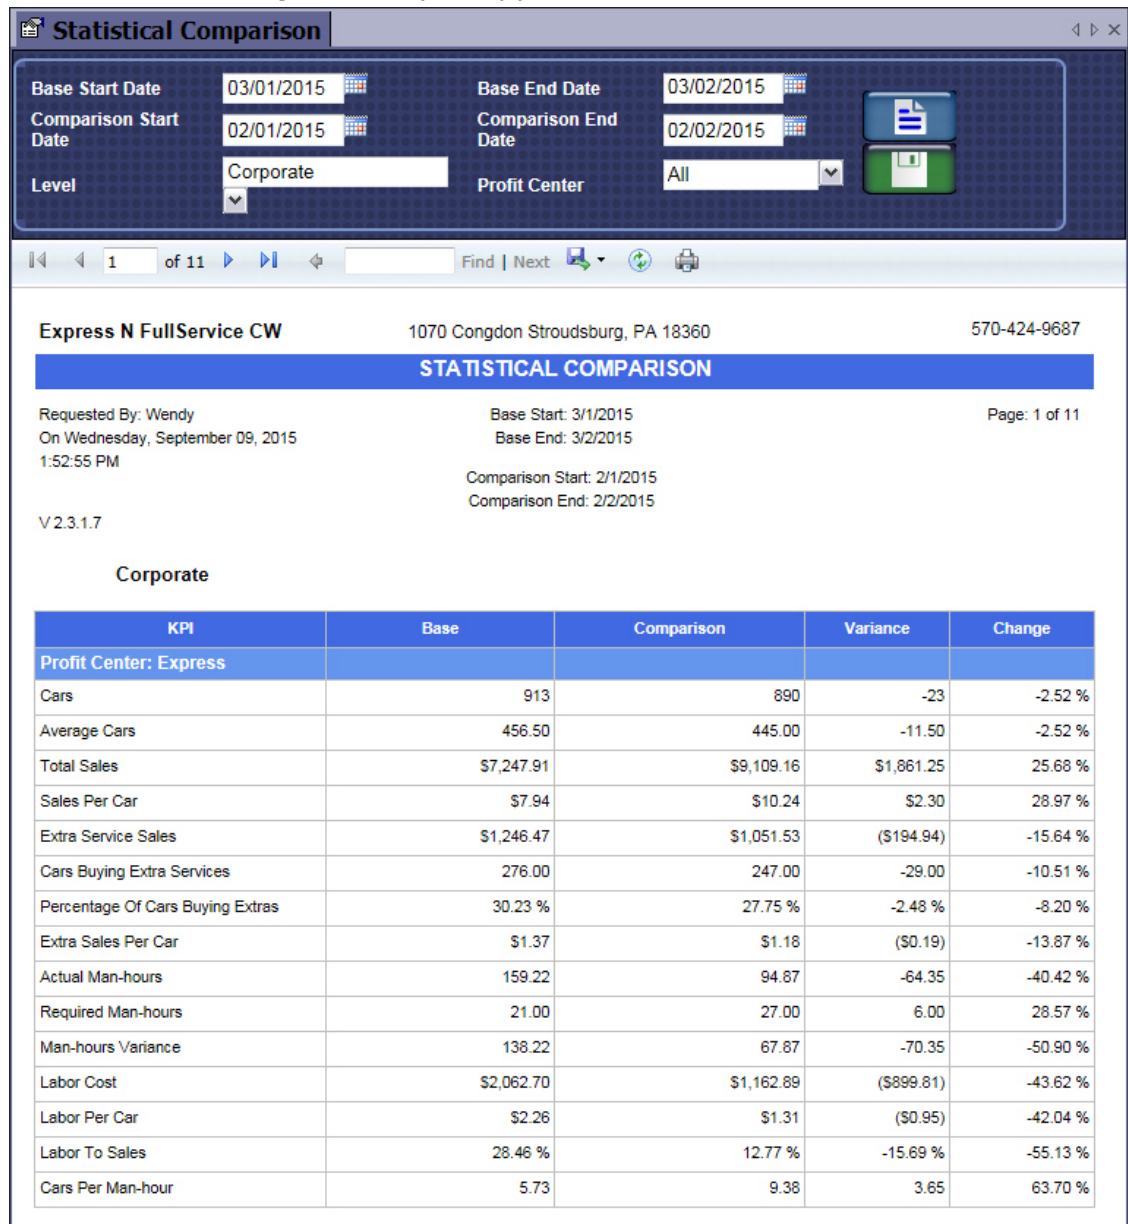 Statistical Comparison
Base Start Date 03/01/2015 Base End Date 03/02/2015
Comparison Start Date 02/01/2015 Comparison End Date 02/02/2015
Level Corporate Profit Center All
1 of 11 Find | Next
Express N FullService CW 1070 Congdon Stroudsburg, PA 18360 570-424-9687
STATISTICAL COMPARISON
Requested By: Wendy Base Start: 3/1/2015 Page: 1 of 11
On Wednesday, September 09, 2015 Base End: 3/2/2015
1:52:55 PM
Comparison Start: 2/1/2015
Comparison End: 2/2/2015
V 2.3.1.7
Corporate
KPI Base Comparison Variance Change
Profit Center: Express
Cars 913 890 -23 -2.52 %
Average Cars 456.50 445.00 -11.50 -2.52 %
Total Sales $7,247.91 $9,109.16 $1,861.25 25.68 %
Sales Per Car $7.94 $10.24 $2.30 28.97 %
Extra Service Sales $1,246.47 $1,051.53 ($194.94) -15.64 %
Cars Buying Extra Services 276.00 247.00 -29.00 -10.51 %
Percentage Of Cars Buying Extras 30.23 % 27.75 % -2.48 % -8.20 %
Extra Sales Per Car $1.37 $1.18 ($0.19) -13.87 %
Actual Man-hours 159.22 94.87 -64.35 -40.42 %
Required Man-hours 21.00 27.00 6.00 28.57 %
Man-hours Variance 138.22 67.87 -70.35 -50.90 %
Labor Cost $2,062.70 $1,162.89 ($899.81) -43.62 %
Labor Per Car $2.26 $1.31 ($0.95) -42.04 %
Labor To Sales 28.46 % 12.77 % -15.69 % -55.13 %
Cars Per Man-hour 5.73 9.38 3.65 63.70 %